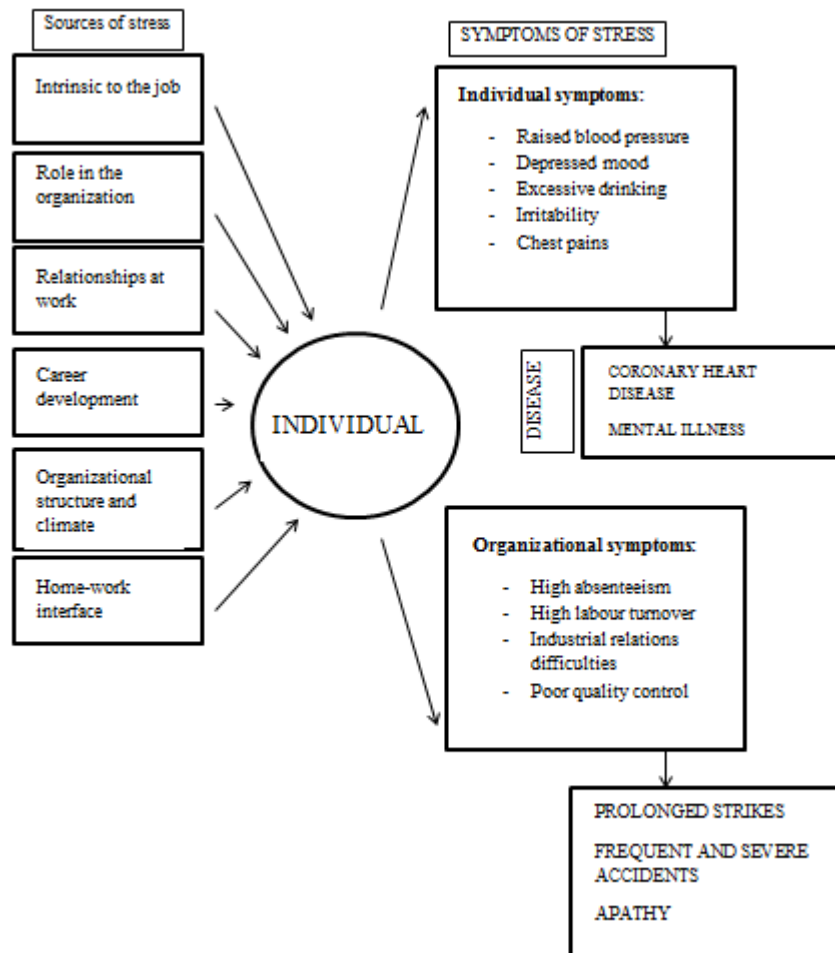 Sources of stress
Intrinsic to the job
Role in the
organization
Relationships at
work
Career
development
Organizational
structure and
climate
Home-work
interface
INDIVIDUAL
SYMPTOMS OF STRESS
Individual symptoms:
- Raised blood pressure
- Depressed mood
- Excessive drinking
- Irritability
- Chest pains
DISEASE
CORONARY HEART
DISEASE
MENTAL ILLNESS
Organizational symptoms:
- High absenteeism
- High labour turnover
- Industrial relations
difficulties
- Poor quality control
PROLONGED STRIKES
FREQUENT AND SEVERE
ACCIDENTS
APATHY